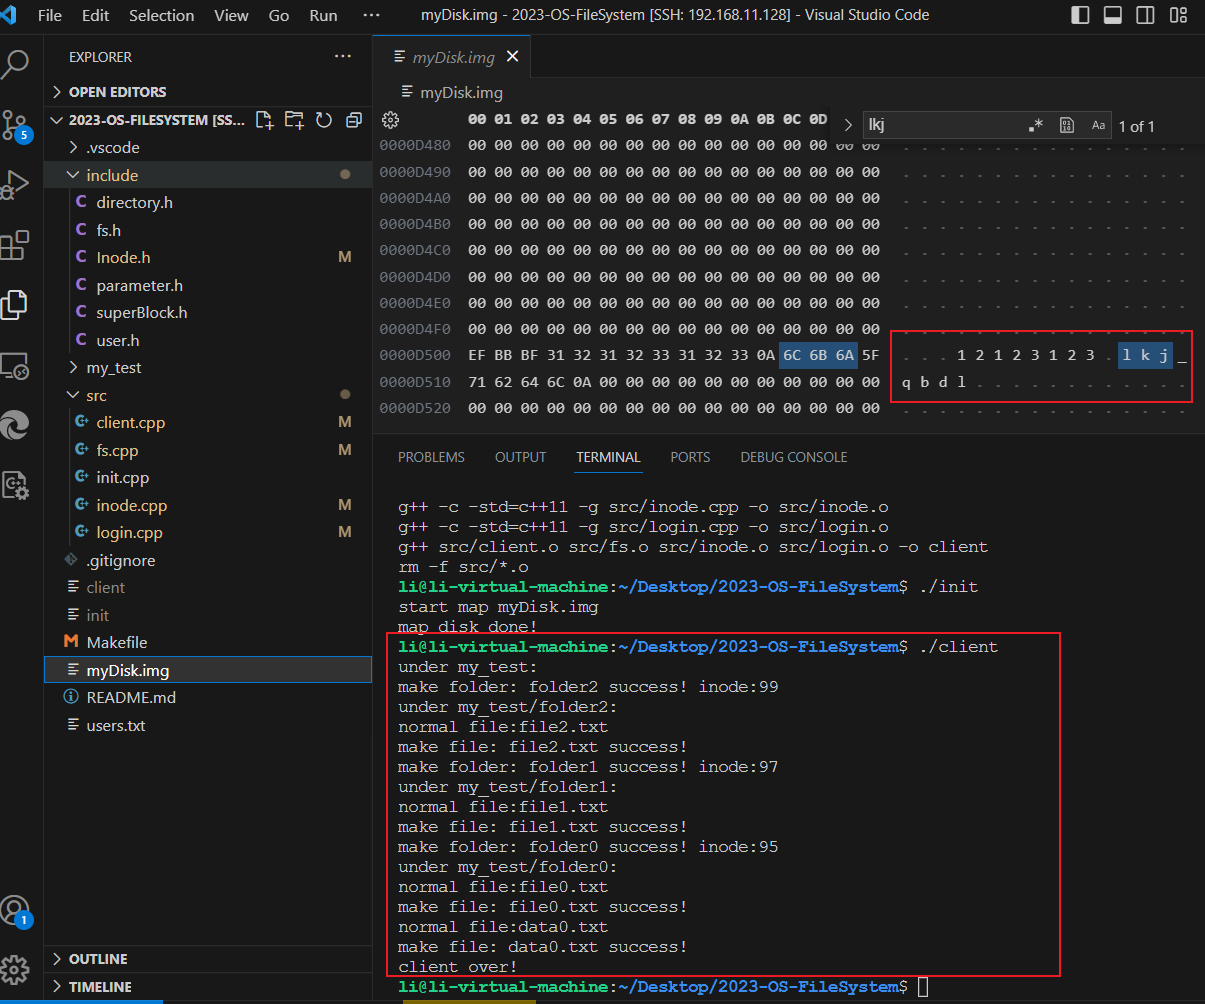 File Edit Selection View Go Run ··· myDisk.img - 2023-OS-FileSystem [SSH: 192.168.11.128] - Visual Studio Code
EXPLORER ···
OPEN EDITORS
2023-OS-FILESYSTEM [SS...
.vscode
include
C directory.h
C fs.h
C Inode.h M
C parameter.h
C superBlock.h
C user.h
my_test
src
client.cpp M
fs.cpp M
init.cpp
inode.cpp M
login.cpp M
.gitignore
client
init
M Makefile
myDisk.img
README.md
users.txt
OUTLINE
TIMELINE
5
1
myDisk.img
myDisk.img
00 01 02 03 04 05 06 07 08 09 0A 0B 0C 0D
lkj Aa 1 of 1
0000D480 00 00 00 00 00 00 00 00 00 00 00 00 00 00 00 00 . . . . . . . . . . . . . . . .
0000D490 00 00 00 00 00 00 00 00 00 00 00 00 00 00 00 00 . . . . . . . . . . . . . . . .
0000D4A0 00 00 00 00 00 00 00 00 00 00 00 00 00 00 00 00 . . . . . . . . . . . . . . . .
0000D4B0 00 00 00 00 00 00 00 00 00 00 00 00 00 00 00 00 . . . . . . . . . . . . . . . .
0000D4C0 00 00 00 00 00 00 00 00 00 00 00 00 00 00 00 00 . . . . . . . . . . . . . . . .
0000D4D0 00 00 00 00 00 00 00 00 00 00 00 00 00 00 00 00 . . . . . . . . . . . . . . . .
0000D4E0 00 00 00 00 00 00 00 00 00 00 00 00 00 00 00 00 . . . . . . . . . . . . . . . .
0000D4F0 00 00 00 00 00 00 00 00 00 00 00 00 00 00 00 00 . . . . . . . . . . . . . . . .
0000D500 EF BB BF 31 32 31 32 33 31 32 33 0A 6C 6B 6A 5F . . . 1 2 1 2 3 1 2 3 . l k j _
0000D510 71 62 64 6C 0A 00 00 00 00 00 00 00 00 00 00 00 q b d l . . . . . . . . . . . .
0000D520 00 00 00 00 00 00 00 00 00 00 00 00 00 00 00 00 . . . . . . . . . . . . . . . .
PROBLEMS OUTPUT TERMINAL PORTS DEBUG CONSOLE
g++ -c -std=c++11 -g src/inode.cpp -o src/inode.o
g++ -c -std=c++11 -g src/login.cpp -o src/login.o
g++ src/client.o src/fs.o src/inode.o src/login.o -o client
rm -f src/*.o
li@li-virtual-machine:~/Desktop/2023-OS-FileSystem$ ./init
start map myDisk.img
map disk done!
li@li-virtual-machine:~/Desktop/2023-OS-FileSystem$ ./client
under my_test:
make folder: folder2 success! inode:99
under my_test/folder2:
normal file:file2.txt
make file: file2.txt success!
make folder: folder1 success! inode:97
under my_test/folder1:
normal file:file1.txt
make file: file1.txt success!
make folder: folder0 success! inode:95
under my_test/folder0:
normal file:file0.txt
make file: file0.txt success!
normal file:data0.txt
make file: data0.txt success!
client over!
li@li-virtual-machine:~/Desktop/2023-OS-FileSystem$